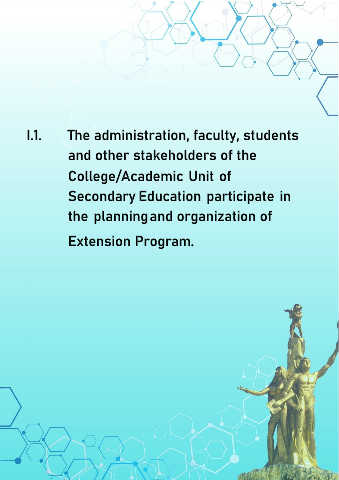 I.1. The administration, faculty, students
and other stakeholders of the
College/Academic Unit of
Secondary Education participate in
the planning and organization of
Extension Program.